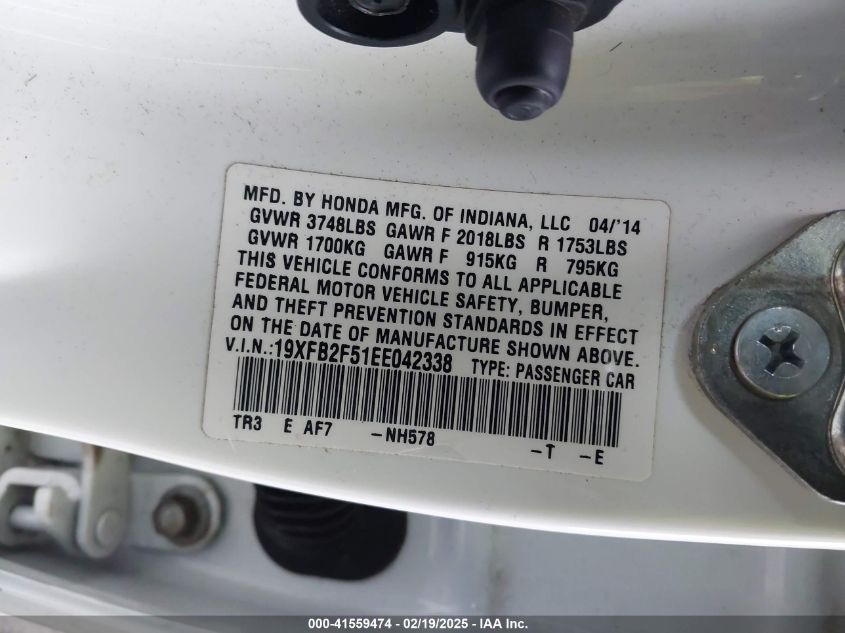 MFD. BY HONDA MFG. OF INDIANA, LLC 04/'14
GVWR 3748LBS GAWR F 2018LBS R 1753LBS
GVWR 1700KG GAWR F 915KG R 795KG
THIS VEHICLE CONFORMS TO ALL APPLICABLE
FEDERAL MOTOR VEHICLE SAFETY, BUMPER,
AND THEFT PREVENTION STANDARDS IN EFFECT
ON THE DATE OF MANUFACTURE SHOWN ABOVE.
V.I.N.:19XFB2F51EE042338 TYPE: PASSENGER CAR
TR3 E AF7 -NH578 -T -E
000-41559474 - 02/19/2025 - IAA Inc.